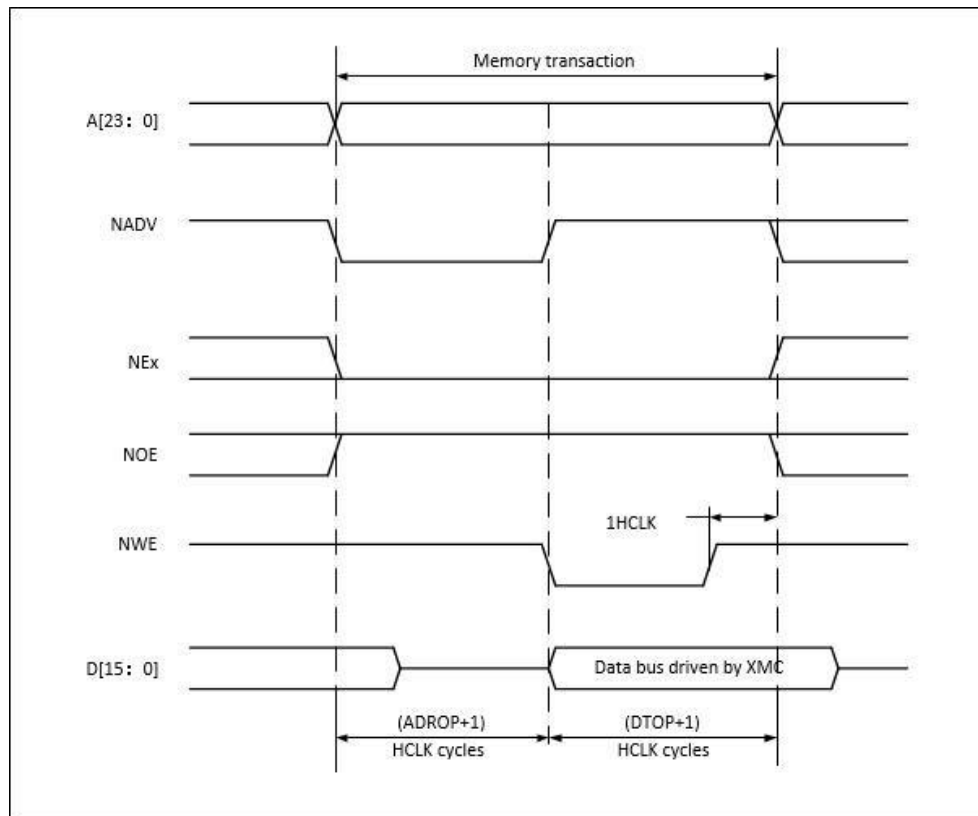 Memory transaction
A[23： 0]
NADV
NEx
NOE
1HCLK
NWE
D[15： 0]
Data bus driven by XMC
(ADROP+1)
HCLK cycles
(DTOP+1)
HCLK cycles